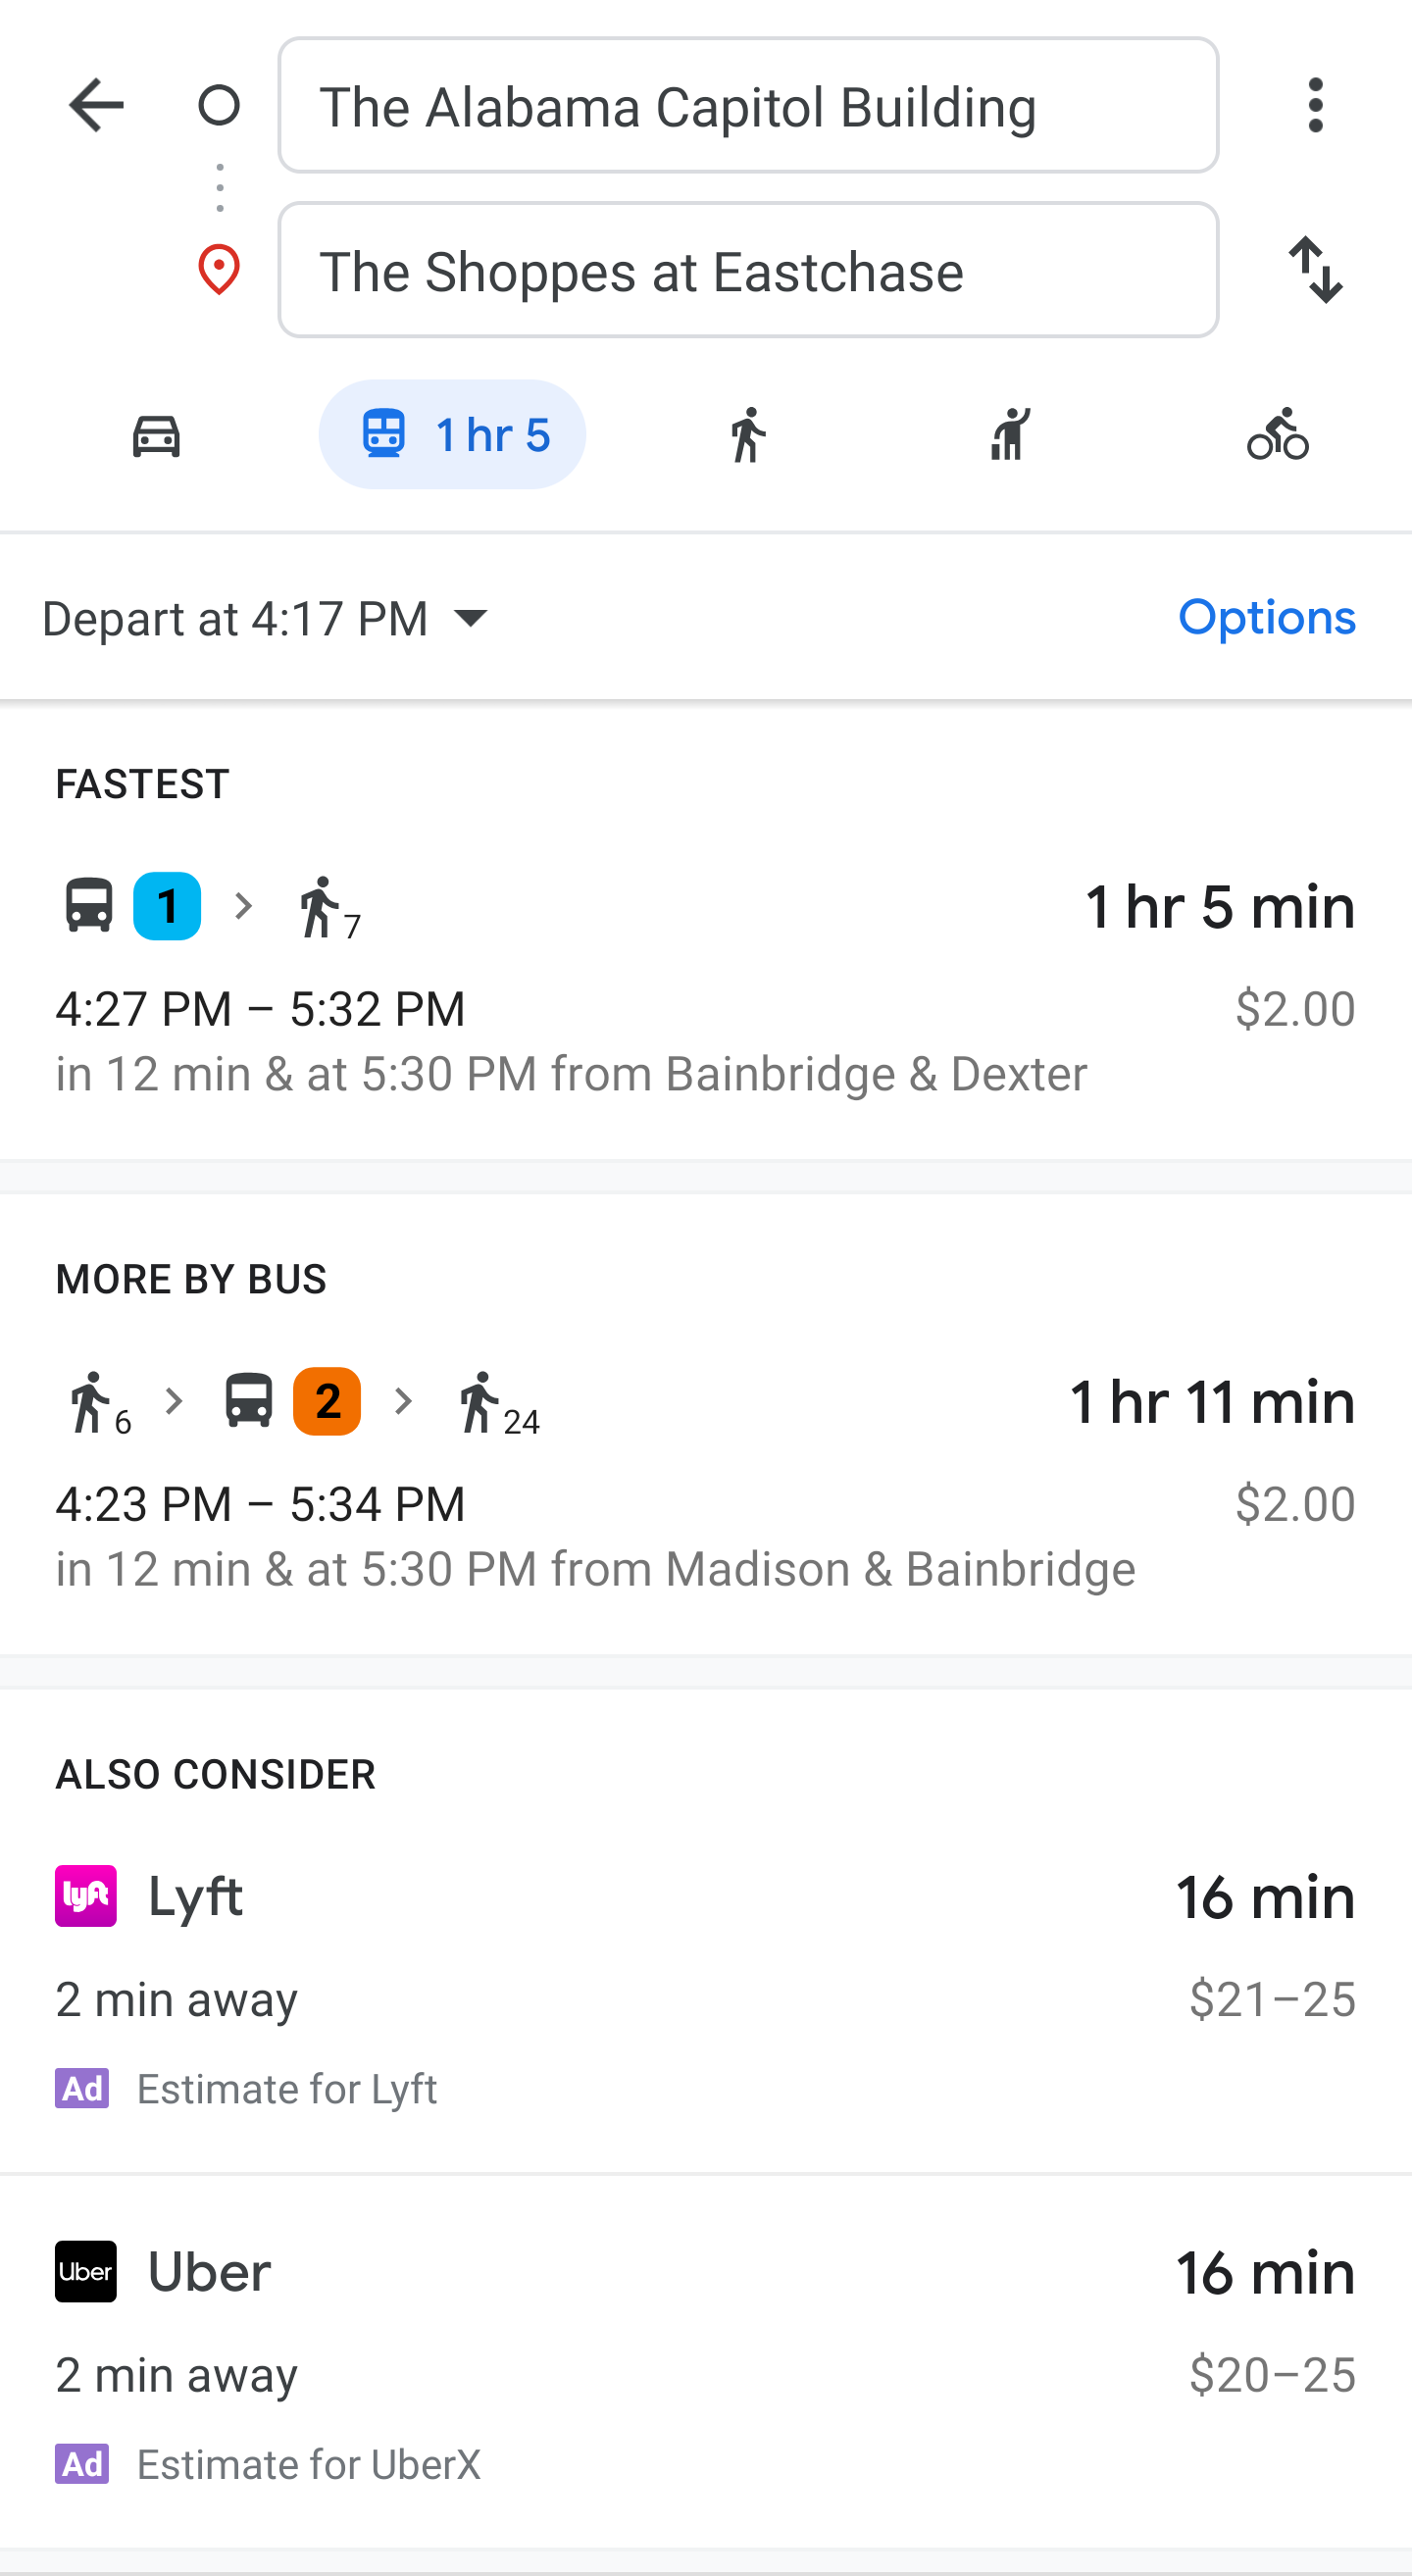 The Alabama Capitol Building
The Shoppes at Eastchase
1 hr 5
Depart at 4:17 PM
Options
FASTEST
1 7 1 hr 5 min
4:27 PM – 5:32 PM $2.00
in 12 min & at 5:30 PM from Bainbridge & Dexter
MORE BY BUS
6 2 24 1 hr 11 min
4:23 PM – 5:34 PM $2.00
in 12 min & at 5:30 PM from Madison & Bainbridge
ALSO CONSIDER
lyft Lyft 16 min
2 min away $21–25
Ad Estimate for Lyft
Uber Uber 16 min
2 min away $20–25
Ad Estimate for UberX